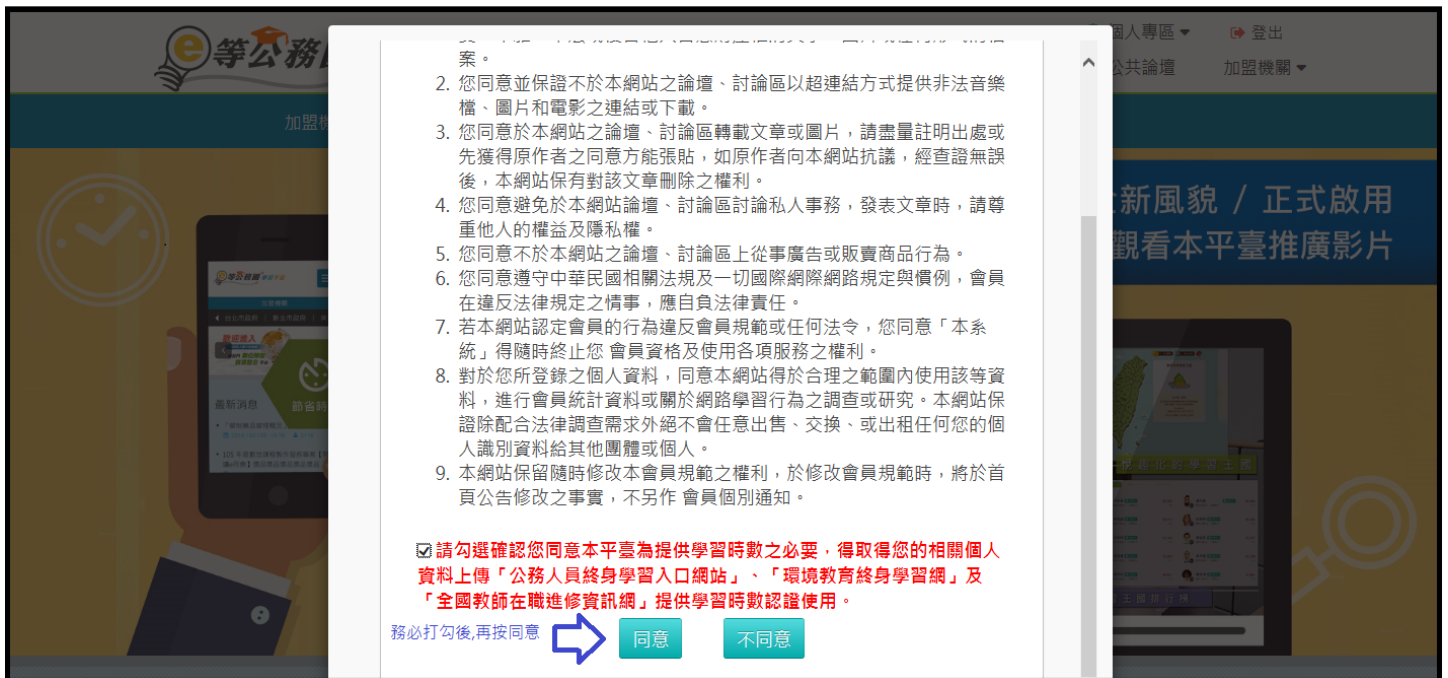 等公務
個人專區
登出
公共論壇
加盟機關
加盟機
案。
2. 您同意並保證不於本網站之論壇、討論區以超連結方式提供非法音樂
檔、圖片和電影之連結或下載。
3. 您同意於本網站之論壇、討論區轉載文章或圖片，請盡量註明出處或
先獲得原作者之同意方能張貼，如原作者向本網站抗議，經查證無誤
後，本網站保有對該文章刪除之權利。
4. 您同意避免於本網站論壇、討論區討論私人事務，發表文章時，請尊
重他人的權益及隱私權。
5. 您同意不於本網站之論壇、討論區上從事廣告或販賣商品行為。
6. 您同意遵守中華民國相關法規及一切國際網際網路規定與慣例，會員
在違反法律規定之情事，應自負法律責任。
7. 若本網站認定會員的行為違反會員規範或任何法令，您同意「本系
統」得隨時終止您 會員資格及使用各項服務之權利。
8. 對於您所登錄之個人資料，同意本網站得於合理之範圍內使用該等資
料，進行會員統計資料或關於網路學習行為之調查或研究。本網站保
證除配合法律調查需求外絕不會任意出售、交換、或出租任何您的個
人識別資料給其他團體或個人。
9. 本網站保留隨時修改本會員規範之權利，於修改會員規範時，將於首
頁公告修改之事實，不另作 會員個別通知。
請勾選確認您同意本平臺為提供學習時數之必要，得取得您的相關個人
資料上傳「公務人員終身學習入口網站」、「環境教育終身學習網」及
「全國教師在職進修資訊網」提供學習時數認證使用。
務必打勾後,再按同意
同意
不同意
新風貌 / 正式啟用
觀看本平臺推廣影片
歡迎進入
最新消息
節省時